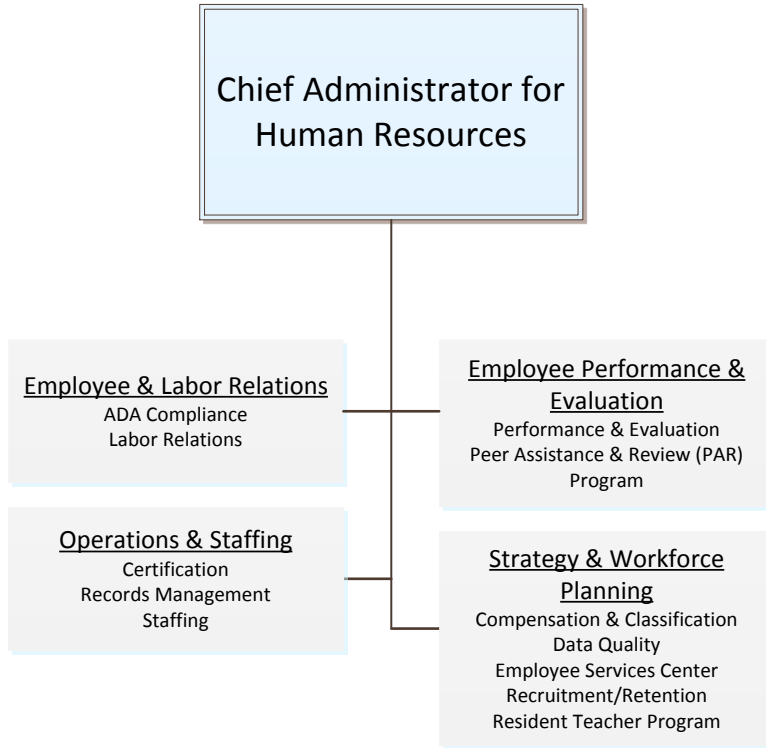 Chief Administrator for
Human Resources
Employee & Labor Relations
ADA Compliance
Labor Relations
Employee Performance &
Evaluation
Performance & Evaluation
Peer Assistance & Review (PAR)
Program
Operations & Staffing
Certification
Records Management
Staffing
Strategy & Workforce
Planning
Compensation & Classification
Data Quality
Employee Services Center
Recruitment/Retention
Resident Teacher Program